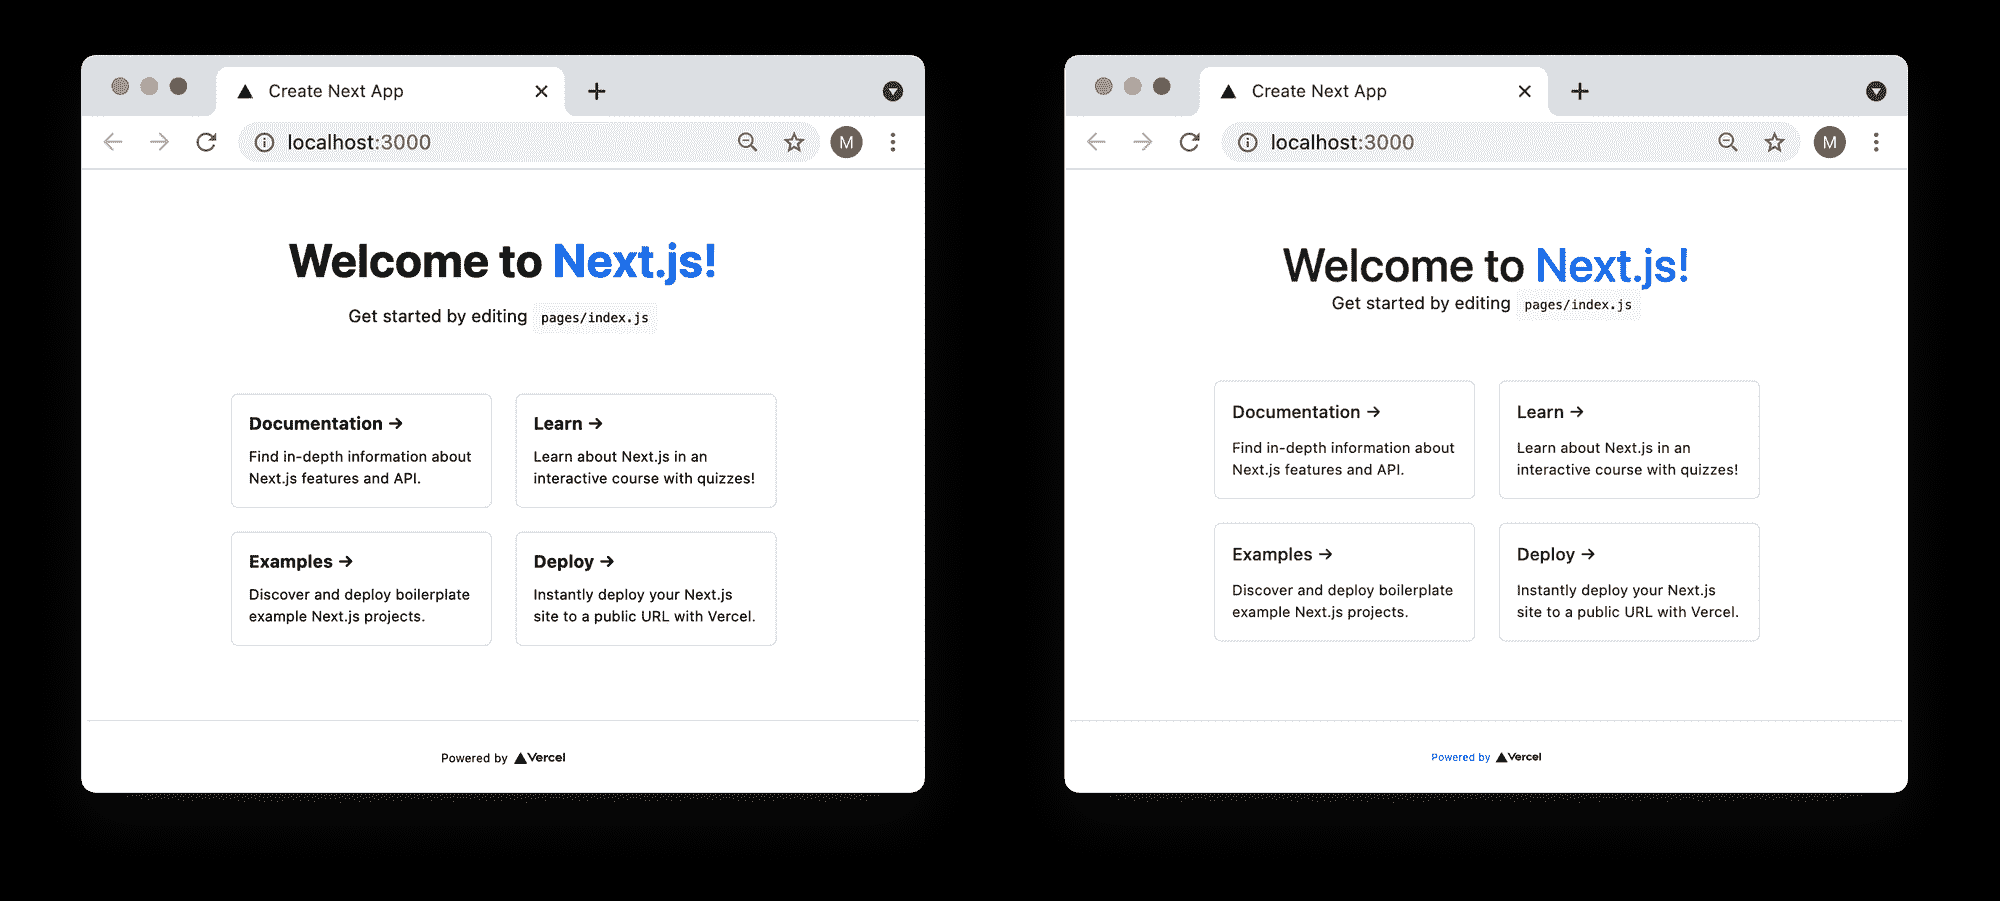 Create Next App
localhost:3000
M
Welcome to Next.js!
Get started by editing pages/index.js
Documentation →
Find in-depth information about
Next.js features and API.
Learn →
Learn about Next.js in an
interactive course with quizzes!
Examples →
Discover and deploy boilerplate
example Next.js projects.
Deploy →
Instantly deploy your Next.js
site to a public URL with Vercel.
Powered by Vercel
Create Next App
localhost:3000
M
Welcome to Next.js!
Get started by editing pages/index.js
Documentation →
Find in-depth information about
Next.js features and API.
Learn →
Learn about Next.js in an
interactive course with quizzes!
Examples →
Discover and deploy boilerplate
example Next.js projects.
Deploy →
Instantly deploy your Next.js
site to a public URL with Vercel.
Powered by Vercel